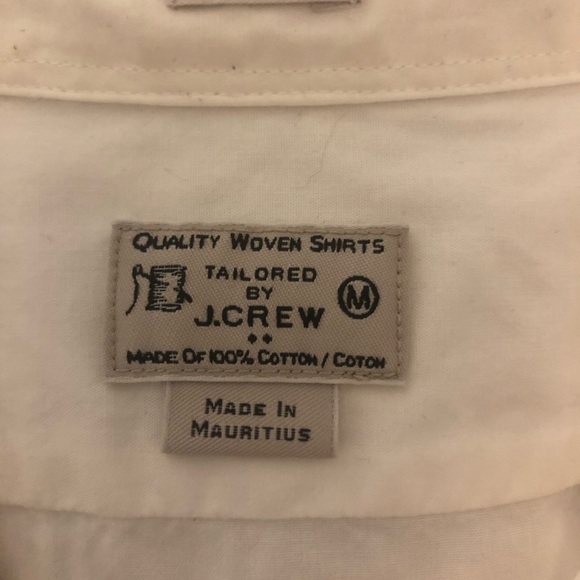 QUALITY WOVEN SHIRTS
TAILORED
BY
M
J.CREW
MADE OF 100% COTTON / COTON
MADE IN
MAURITIUS